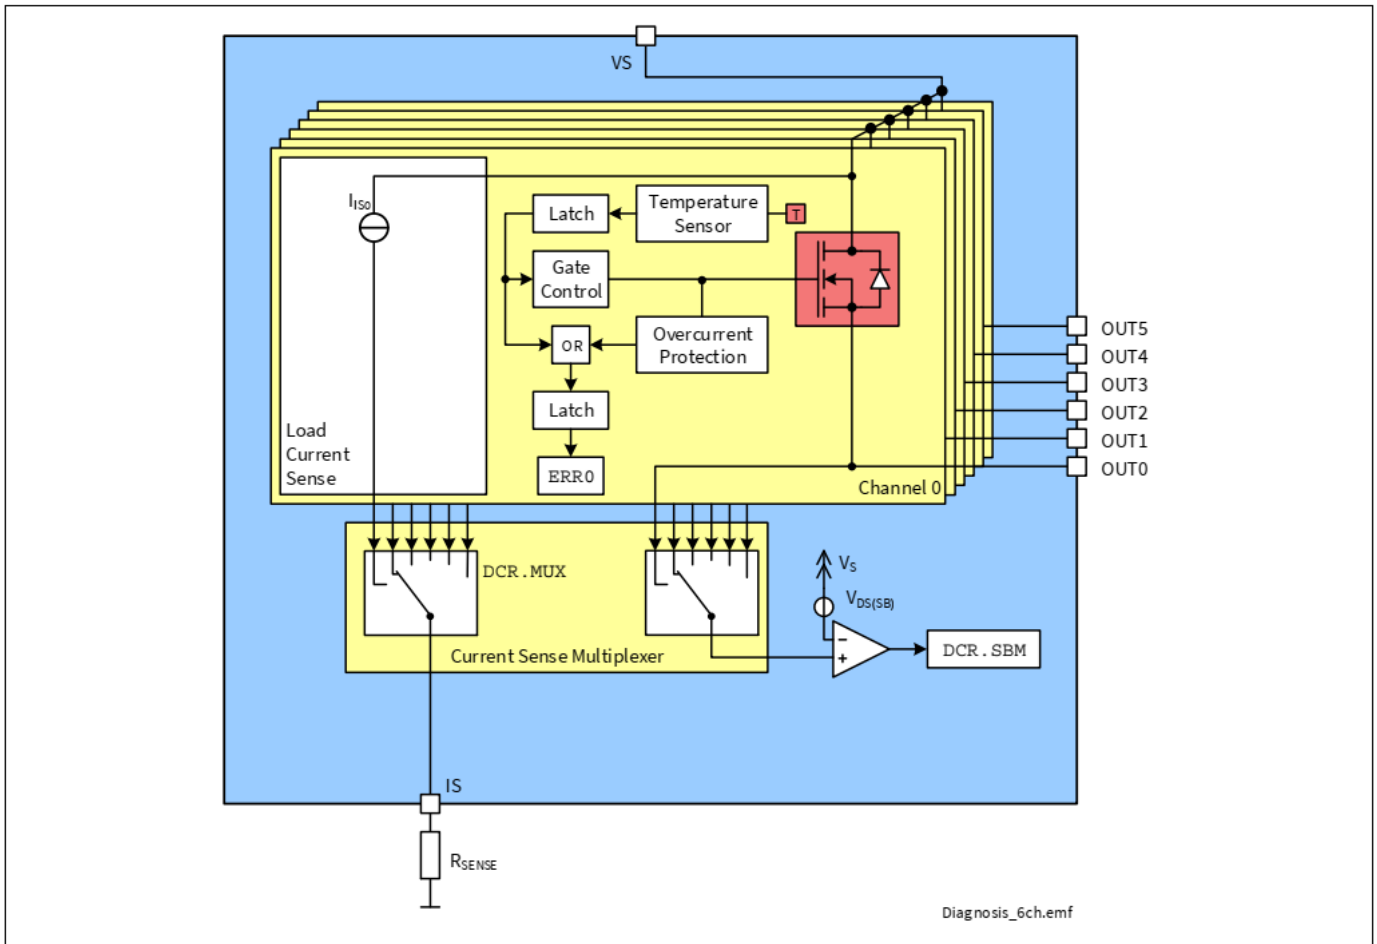 VS
I_IS0
Latch
Temperature
Sensor
T
Gate
Control
Overcurrent
Protection
OR
Latch
ERR0
Load
Current
Sense
Channel 0
OUT5
OUT4
OUT3
OUT2
OUT1
OUT0
DCR.MUX
Current Sense Multiplexer
V_S
V_DS(SB)
−
+
DCR.SBM
IS
R_SENSE
Diagnosis_6ch.emf